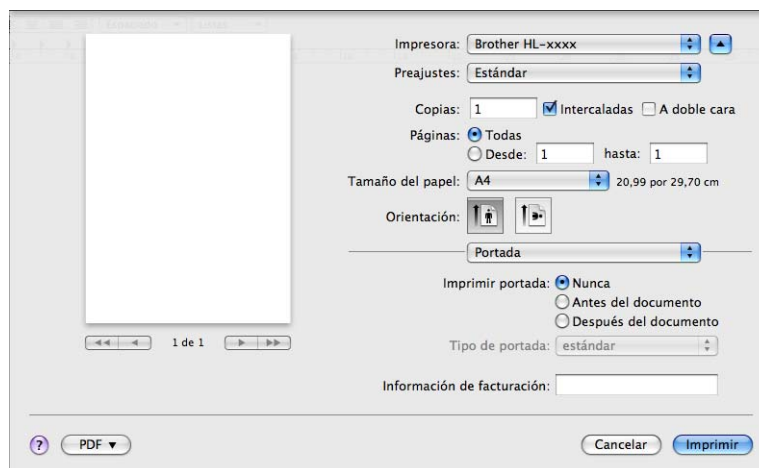 Impresora: Brother HL-xxxx
Preajustes: Estándar
Copias: 1 Intercaladas A doble cara
Páginas: Todas
Desde: 1 hasta: 1
Tamaño del papel: A4 20,99 por 29,70 cm
Orientación:
Portada
Imprimir portada: Nunca
Antes del documento
Después del documento
1 de 1
Tipo de portada: estándar
Información de facturación:
? PDF Cancelar Imprimir